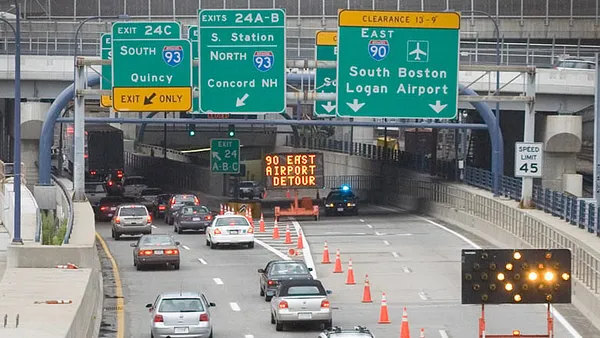 EXIT 24C
SOUTH 93
Quincy
EXIT ONLY
EXITS 24A-B
S. Station
NORTH 93
Concord NH
CLEARANCE 13'-9"
EAST
90
South Boston
Logan Airport
EXIT
24
A-B-C
90 EAST
AIRPORT
DETOUR
SPEED
LIMIT
45